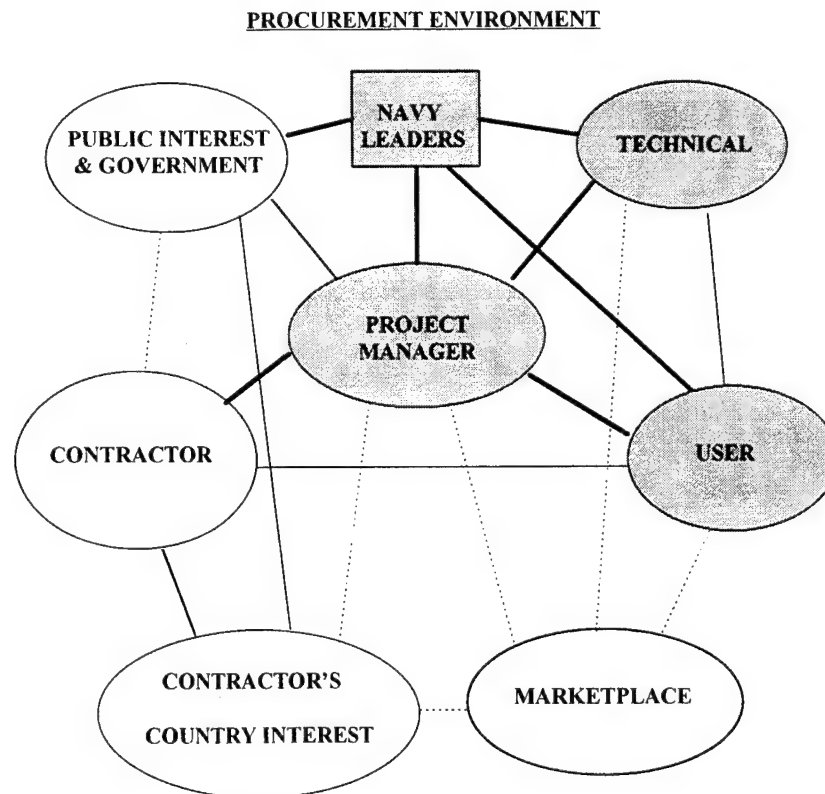 PROCUREMENT ENVIRONMENT
NAVY
LEADERS
PUBLIC INTEREST
& GOVERNMENT
TECHNICAL
PROJECT
MANAGER
CONTRACTOR
USER
CONTRACTOR'S
COUNTRY INTEREST
MARKETPLACE